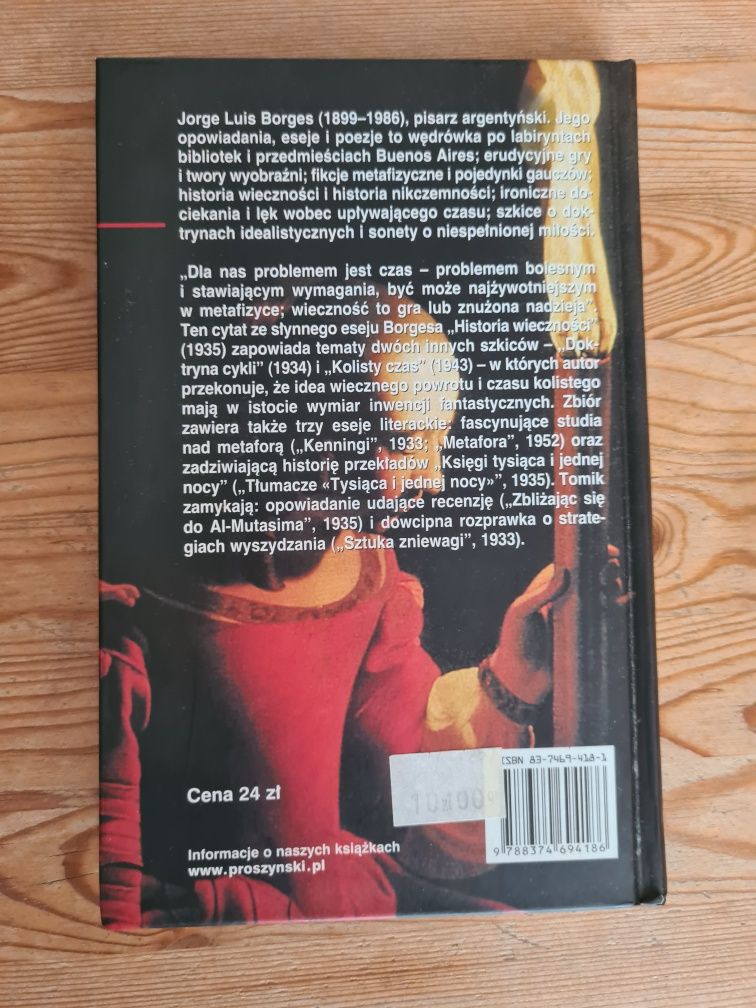 Jorge Luis Borges (1899–1986), pisarz argentyński. Jego
opowiadania, eseje i poezje to wędrówka po labiryntach
bibliotek i przedmieściach Buenos Aires; erudycyjne gry
i twory wyobraźni; fikcje metafizyczne i pojedynki gauczów;
historia wieczności i historia nikczemności; ironiczne do-
ciekania i lęk wobec upływającego czasu; szkice o dok-
trynach idealistycznych i sonety o niespełnionej miłości.
„Dla nas problemem jest czas – problemem bolesnym
i stawiającym wymagania, być może najżywotniejszym
w metafizyce; wieczność to gra lub znużona nadzieja”.
Ten cytat ze słynnego eseju Borgesa „Historia wieczności”
(1935) zapowiada tematy dwóch innych szkiców – „Dok-
tryna cykli” (1934) i „Kolisty czas” (1943) – w których autor
przekonuje, że idea wiecznego powrotu i czasu kolistego
mają w istocie wymiar inwencji fantastycznych. Zbiór
zawiera także trzy eseje literackie: fascynujące studia
nad metaforą („Kenningi”, 1933; „Metafora”, 1952) oraz
zadziwiającą historię przekładów „Księgi tysiąca i jednej
nocy” („Tłumacze «Tysiąca i jednej nocy»”, 1935). Tomik
zamykają: opowiadanie udające recenzję („Zbliżając się
do Al-Mutasima”, 1935) i dowcipna rozprawka o strate-
giach wyszydzania („Sztuka zniewagi”, 1933).
ISBN 83-7469-418-1
Cena 24 zł
10zł00g
9 788374 694186
Informacje o naszych książkach
www.proszynski.pl